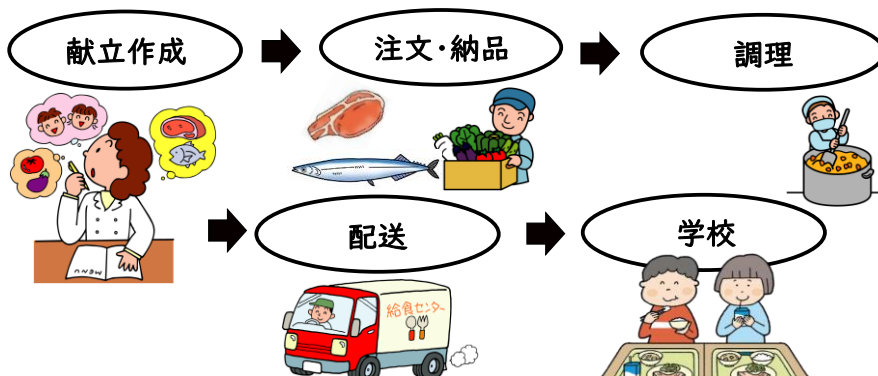 献立作成
注文・納品
調理
配送
学校
給食センター